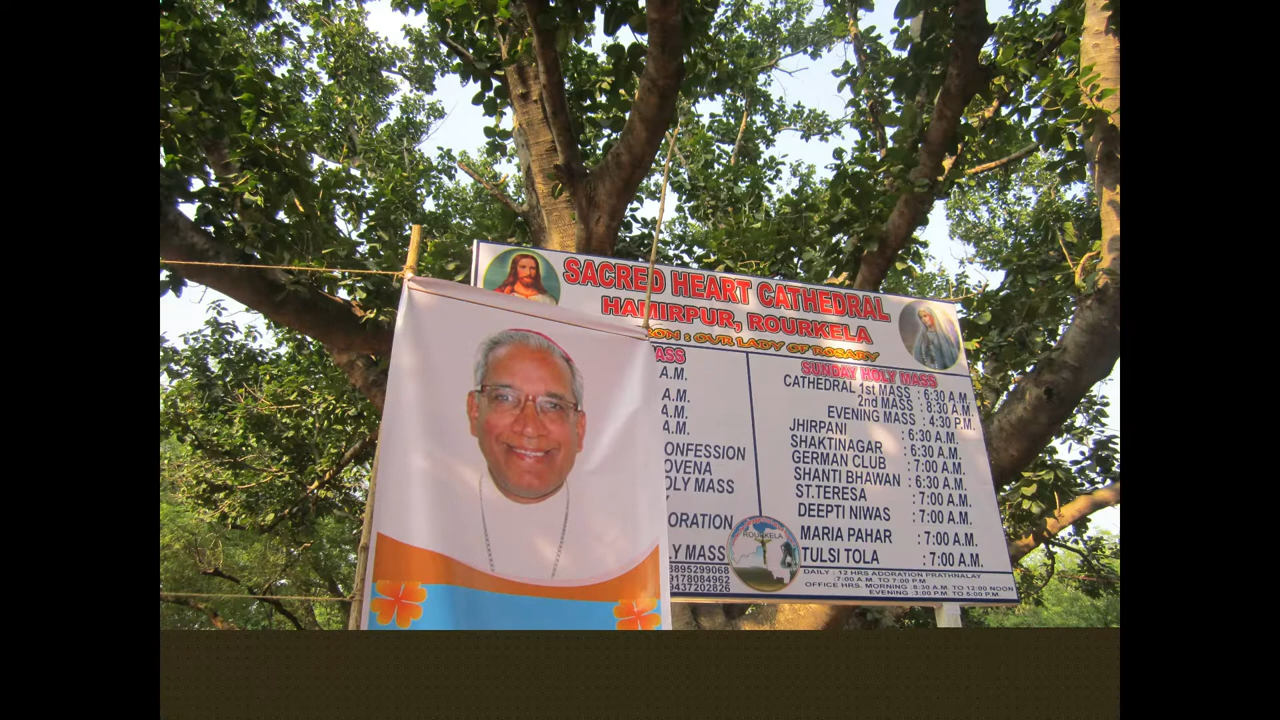 SACRED HEART CATHEDRAL
HAMIRPUR, ROURKELA
OUR LADY OF ROSARY
ASS
A.M.
A.M.
A.M.
A.M.
ONFESSION
OVENA
OLY MASS
ORATION
LY MASS
8895299068
9178084962
9437202826
ROURKELA
SUNDAY HOLY MASS
CATHEDRAL 1st MASS : 6:30 A.M.
2nd MASS : 8:30 A.M.
EVENING MASS : 4:30 P.M.
JHIRPANI : 6:30 A.M.
SHAKTINAGAR : 6:30 A.M.
GERMAN CLUB : 7:00 A.M.
SHANTI BHAWAN : 6:30 A.M.
ST.TERESA : 7:00 A.M.
DEEPTI NIWAS : 7:00 A.M.
MARIA PAHAR : 7:00 A.M.
TULSI TOLA : 7:00 A.M.
DAILY : 12 HRS ADORATION PRATHNALAY
:7:00 A.M. TO 7:00 P.M
OFFICE HRS. MORNING : 8:30 A.M. TO 12:00 NOON
EVENING :3:00 P.M. TO 5:00 P.M.